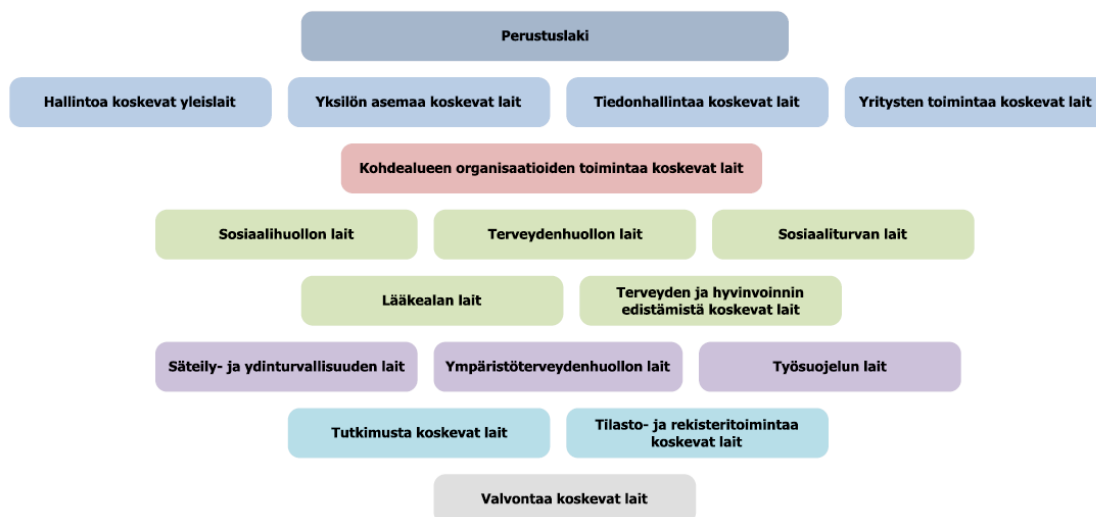 Perustuslaki
Hallintoa koskevat yleislait
Yksilön asemaa koskevat lait
Tiedonhallintaa koskevat lait
Yritysten toimintaa koskevat lait
Kohdealueen organisaatioiden toimintaa koskevat lait
Sosiaalihuollon lait
Terveydenhuollon lait
Sosiaaliturvan lait
Lääkealan lait
Terveyden ja hyvinvoinnin
edistämistä koskevat lait
Säteily- ja ydinturvallisuuden lait
Ympäristöterveydenhuollon lait
Työsuojelun lait
Tutkimusta koskevat lait
Tilasto- ja rekisteritoimintaa
koskevat lait
Valvontaa koskevat lait